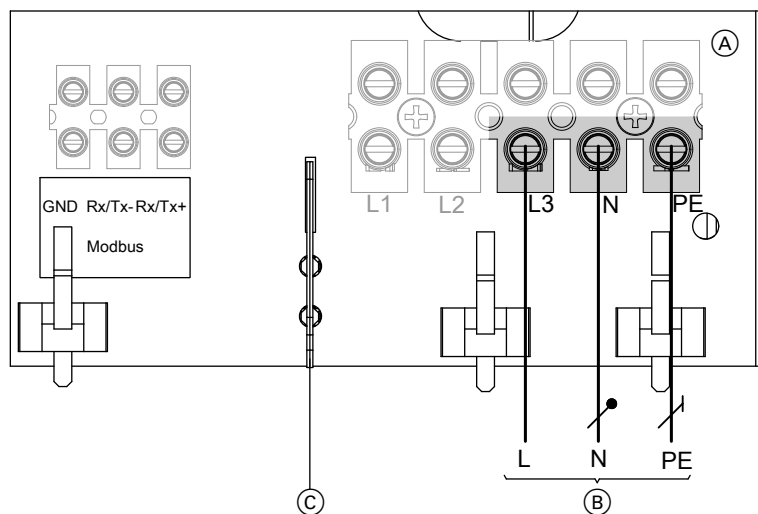 A
L1 L2 L3 N PE
GND Rx/Tx- Rx/Tx+
Modbus
L N PE
C B